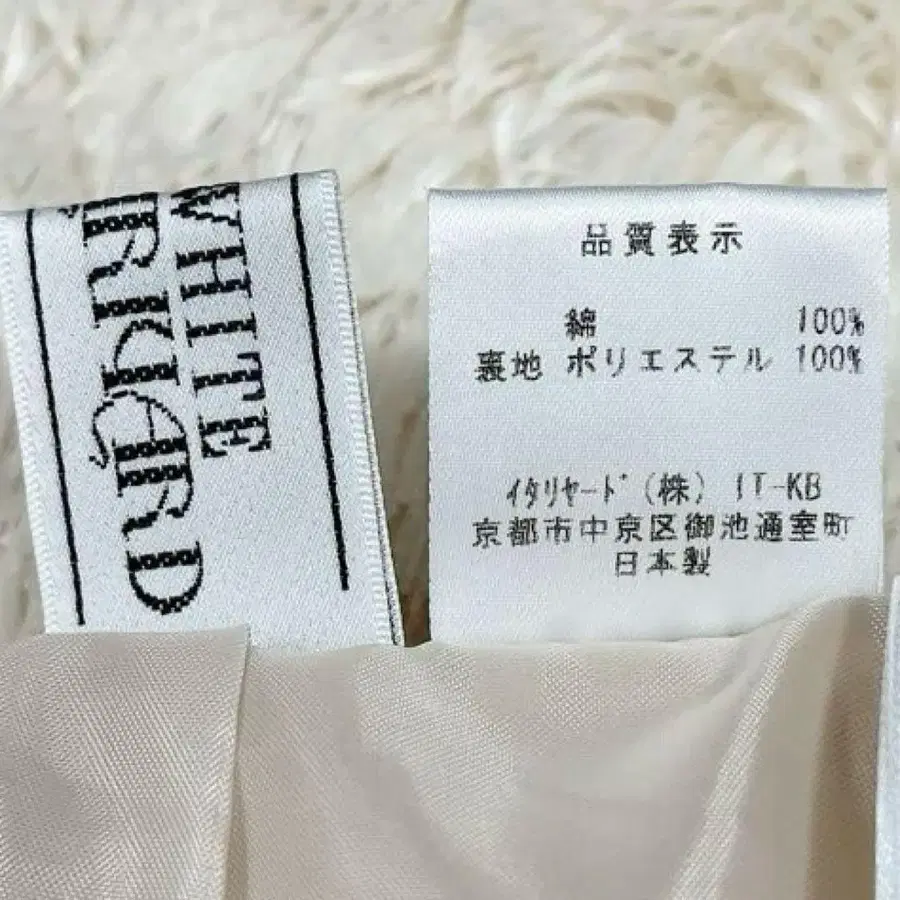 WHITE
品質表示
綿 100%
裏地 ポリエステル 100%
イタリヤード(株) IT-KB
京都市中京区御池通室町
日本製